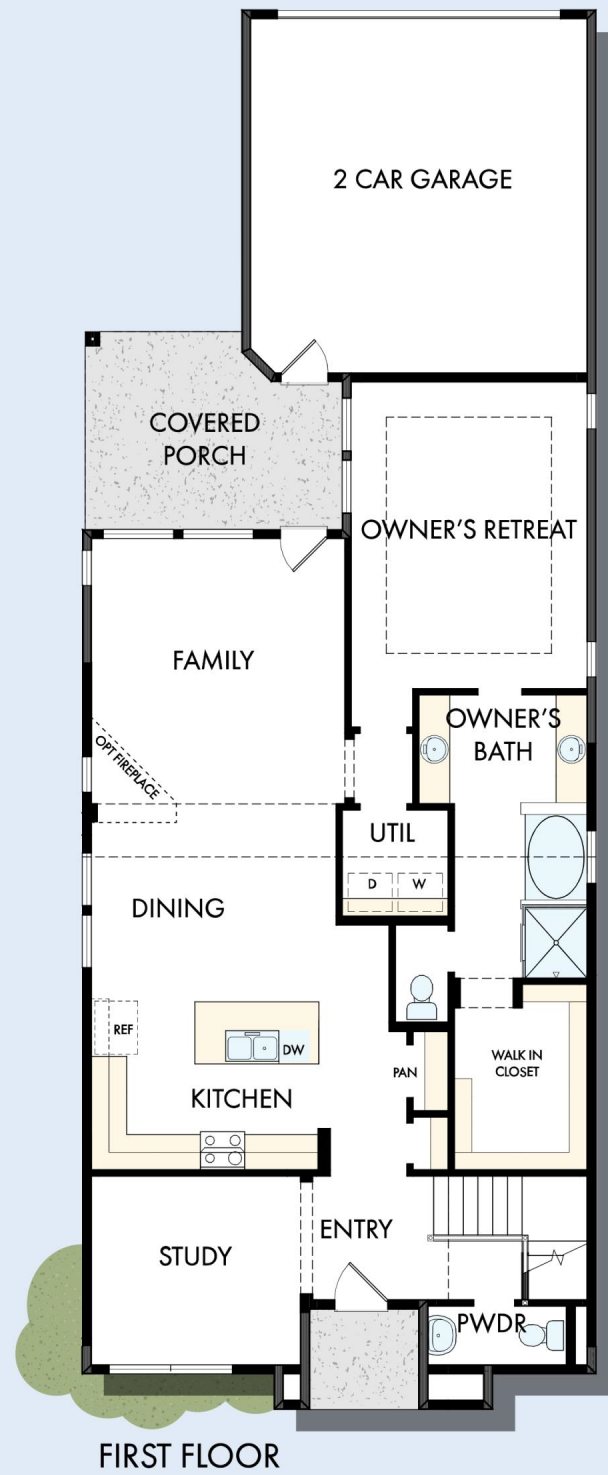 2 CAR GARAGE
COVERED
PORCH
OWNER'S RETREAT
FAMILY
OWNER'S
BATH
OPT FIREPLACE
UTIL
D
W
DINING
REF
DW
WALK IN
CLOSET
PAN
KITCHEN
ENTRY
STUDY
PWDR
FIRST FLOOR